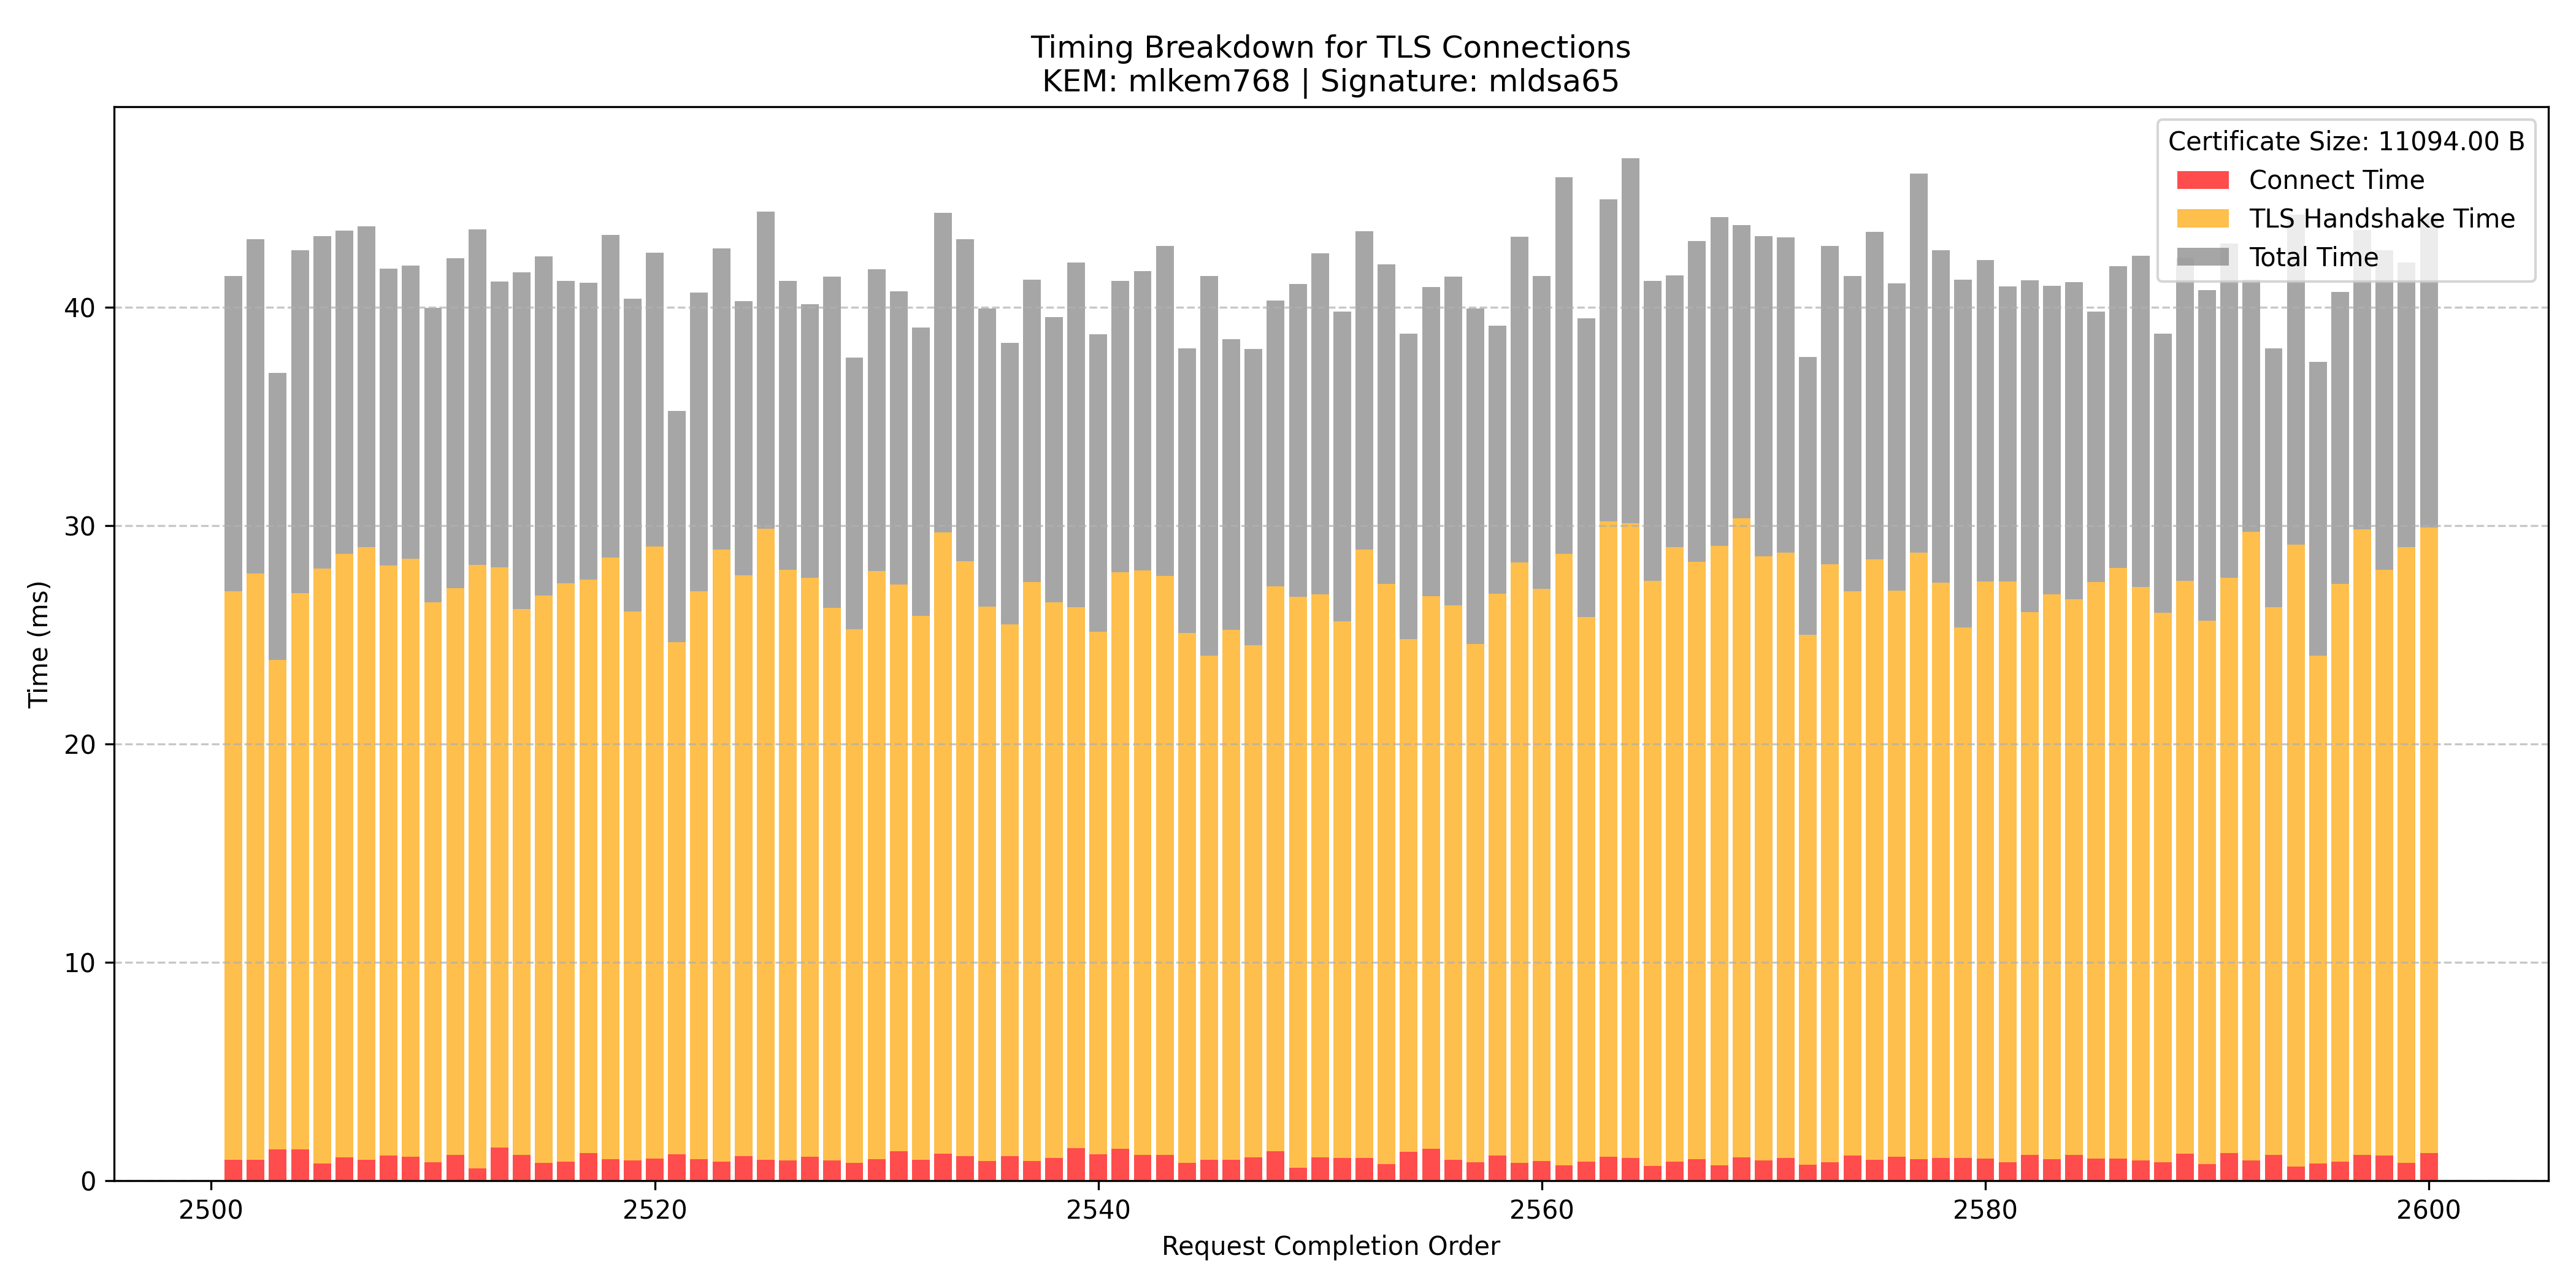 Timing Breakdown for TLS Connections
KEM: mlkem768 | Signature: mldsa65
Certificate Size: 11094.00 B
Connect Time
TLS Handshake Time
Total Time
Time (ms)
40
30
20
10
0
2500 2520 2540 2560 2580 2600
Request Completion Order